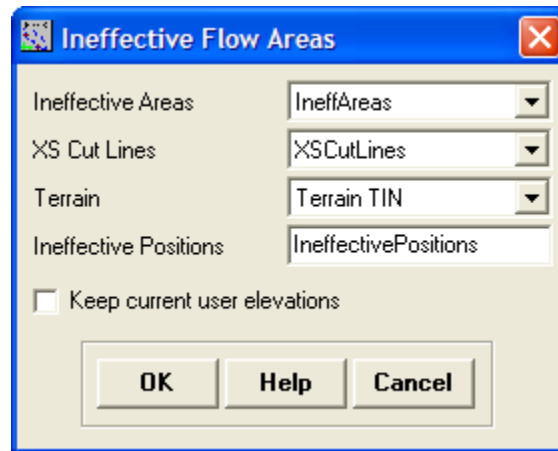 Ineffective Flow Areas
Ineffective Areas IneffAreas
XS Cut Lines XSCutLines
Terrain Terrain TIN
Ineffective Positions IneffectivePositions
Keep current user elevations
OK Help Cancel